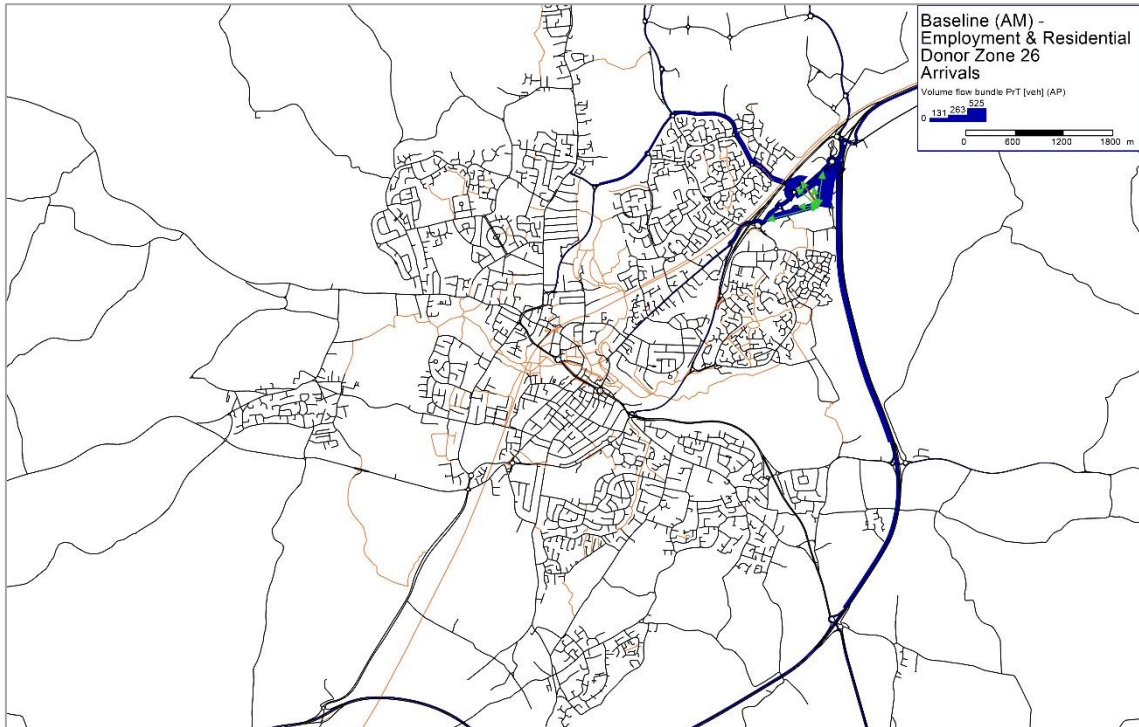 Baseline (AM) -
Employment & Residential
Donor Zone 26
Arrivals
Volume flow bundle PrT [veh] (AP)
0 131 263 525
0 600 1200 1800 m